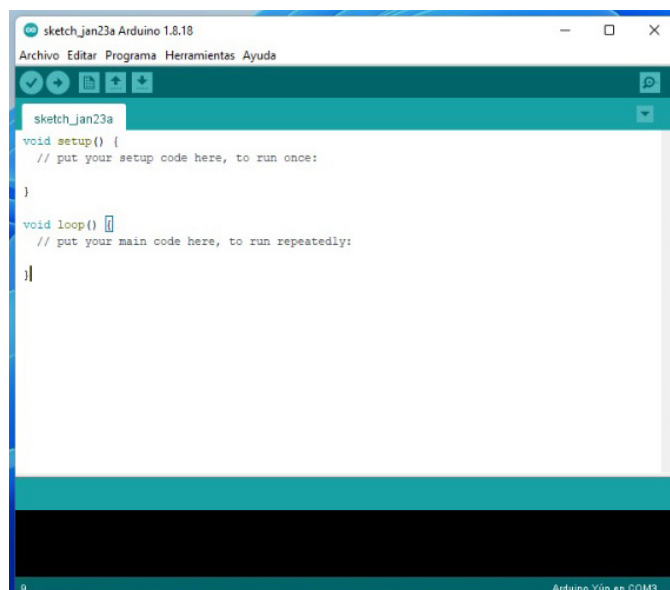 sketch_jan23a Arduino 1.8.18
Archivo Editar Programa Herramientas Ayuda
sketch_jan23a
void setup() {
// put your setup code here, to run once:
}
void loop() {
// put your main code here, to run repeatedly:
}
9
Arduino Yún en COM3